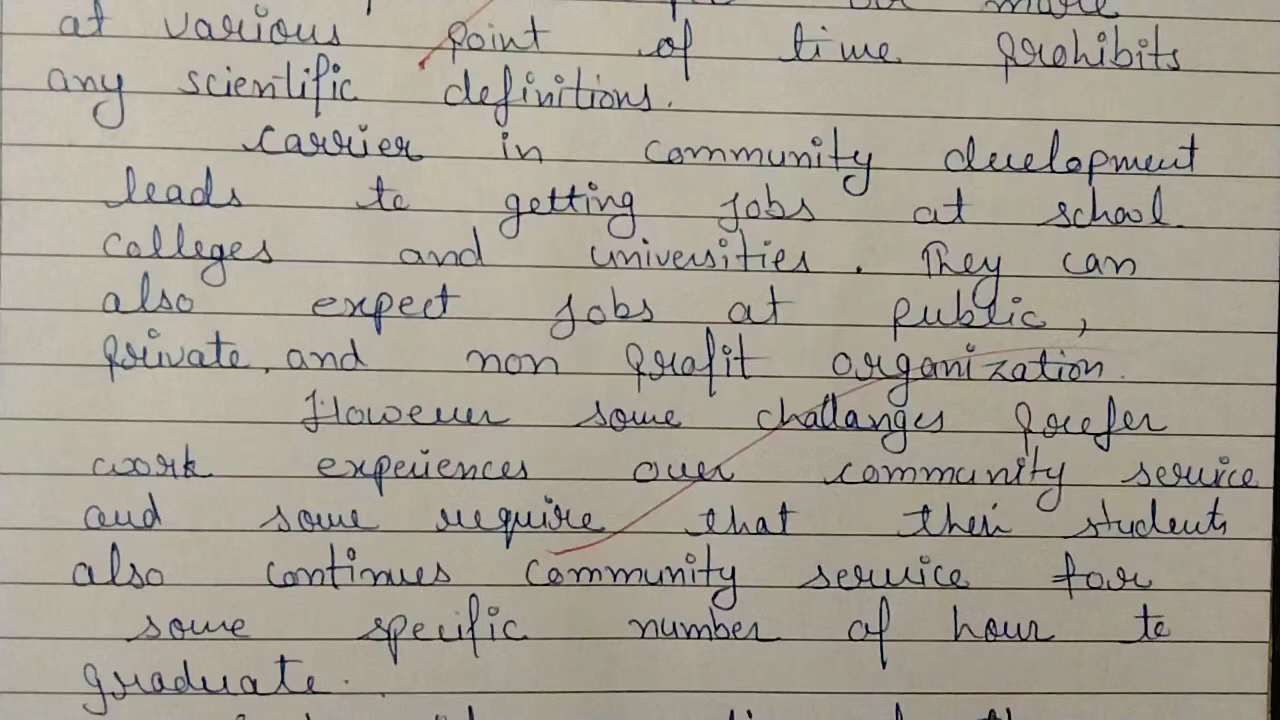 at various point of time prohibits
any scientific definitions.
Carrier in community development
leads to getting jobs at school
colleges and universities. They can
also expect jobs at public,
private, and non profit organization.
However some challanges prefer
work experiences over community service
and some require that their students
also continues community service for
some specific number of hour to
graduate.